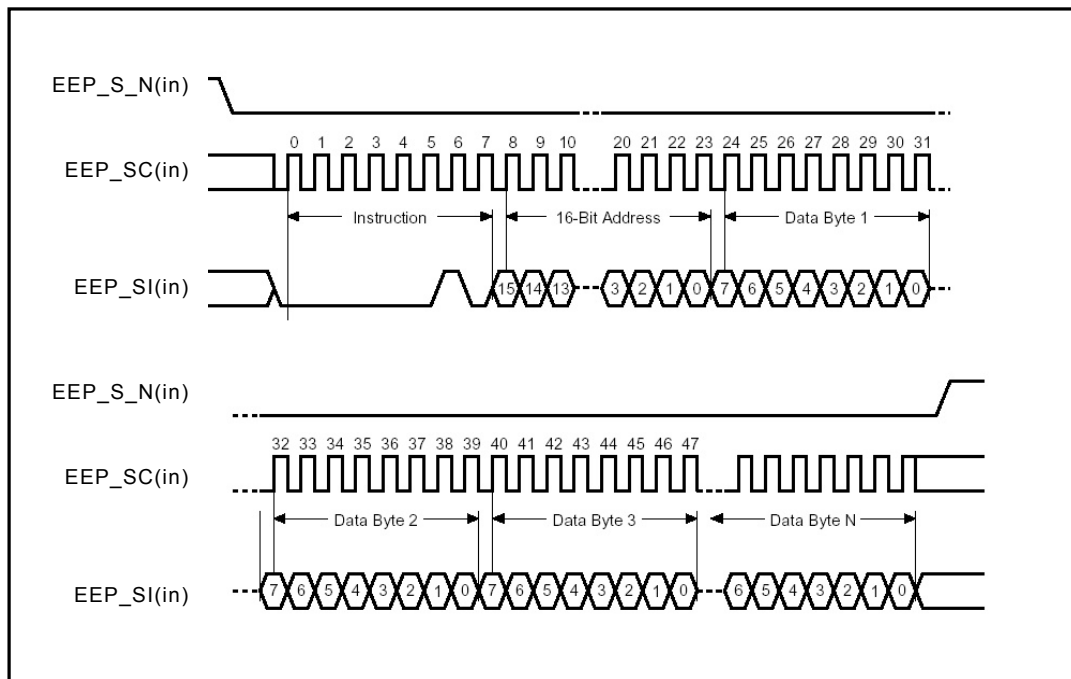 EEP_S_N(in)
EEP_SC(in)
0 1 2 3 4 5 6 7 8 9 10 20 21 22 23 24 25 26 27 28 29 30 31
Instruction 16-Bit Address Data Byte 1
EEP_SI(in)
15 14 13 3 2 1 0 7 6 5 4 3 2 1 0
EEP_S_N(in)
32 33 34 35 36 37 38 39 40 41 42 43 44 45 46 47
EEP_SC(in)
Data Byte 2 Data Byte 3 Data Byte N
EEP_SI(in)
7 6 5 4 3 2 1 0 7 6 5 4 3 2 1 0 6 5 4 3 2 1 0